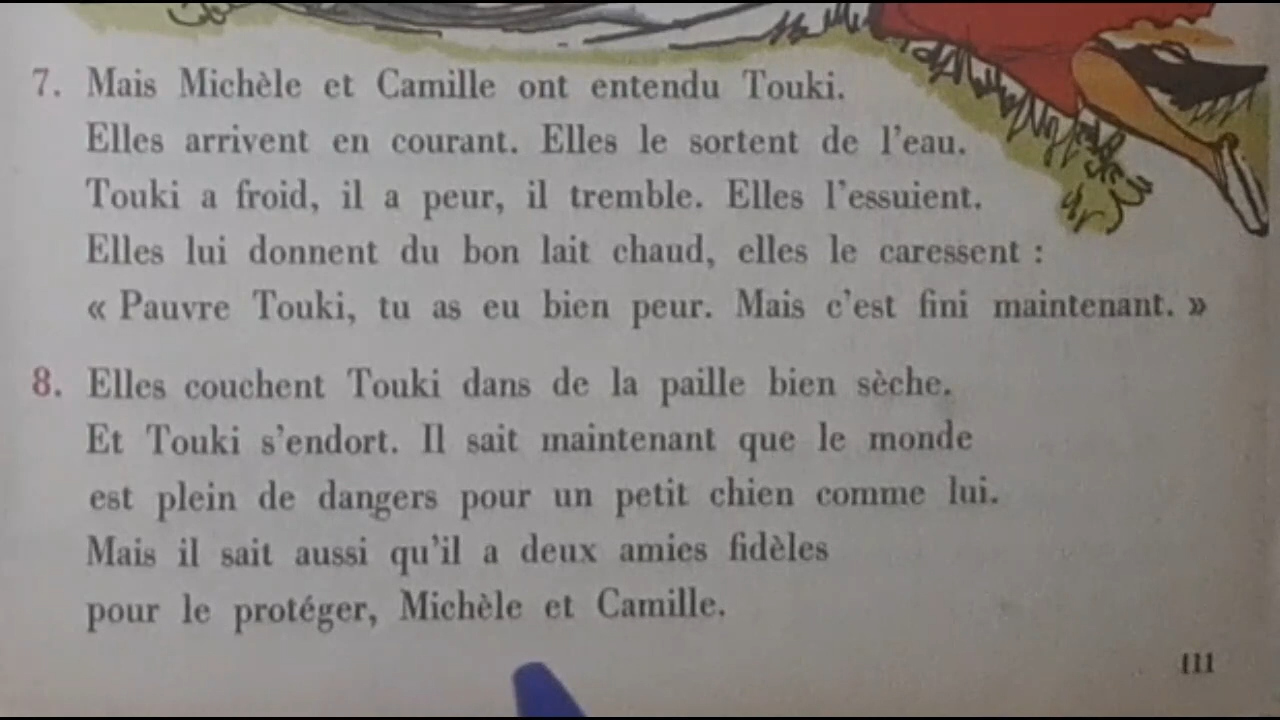 7. Mais Michèle et Camille ont entendu Touki.
Elles arrivent en courant. Elles le sortent de l'eau.
Touki a froid, il a peur, il tremble. Elles l'essuient.
Elles lui donnent du bon lait chaud, elles le caressent :
« Pauvre Touki, tu as eu bien peur. Mais c'est fini maintenant. »
8. Elles couchent Touki dans de la paille bien sèche.
Et Touki s'endort. Il sait maintenant que le monde
est plein de dangers pour un petit chien comme lui.
Mais il sait aussi qu'il a deux amies fidèles
pour le protéger, Michèle et Camille.
111